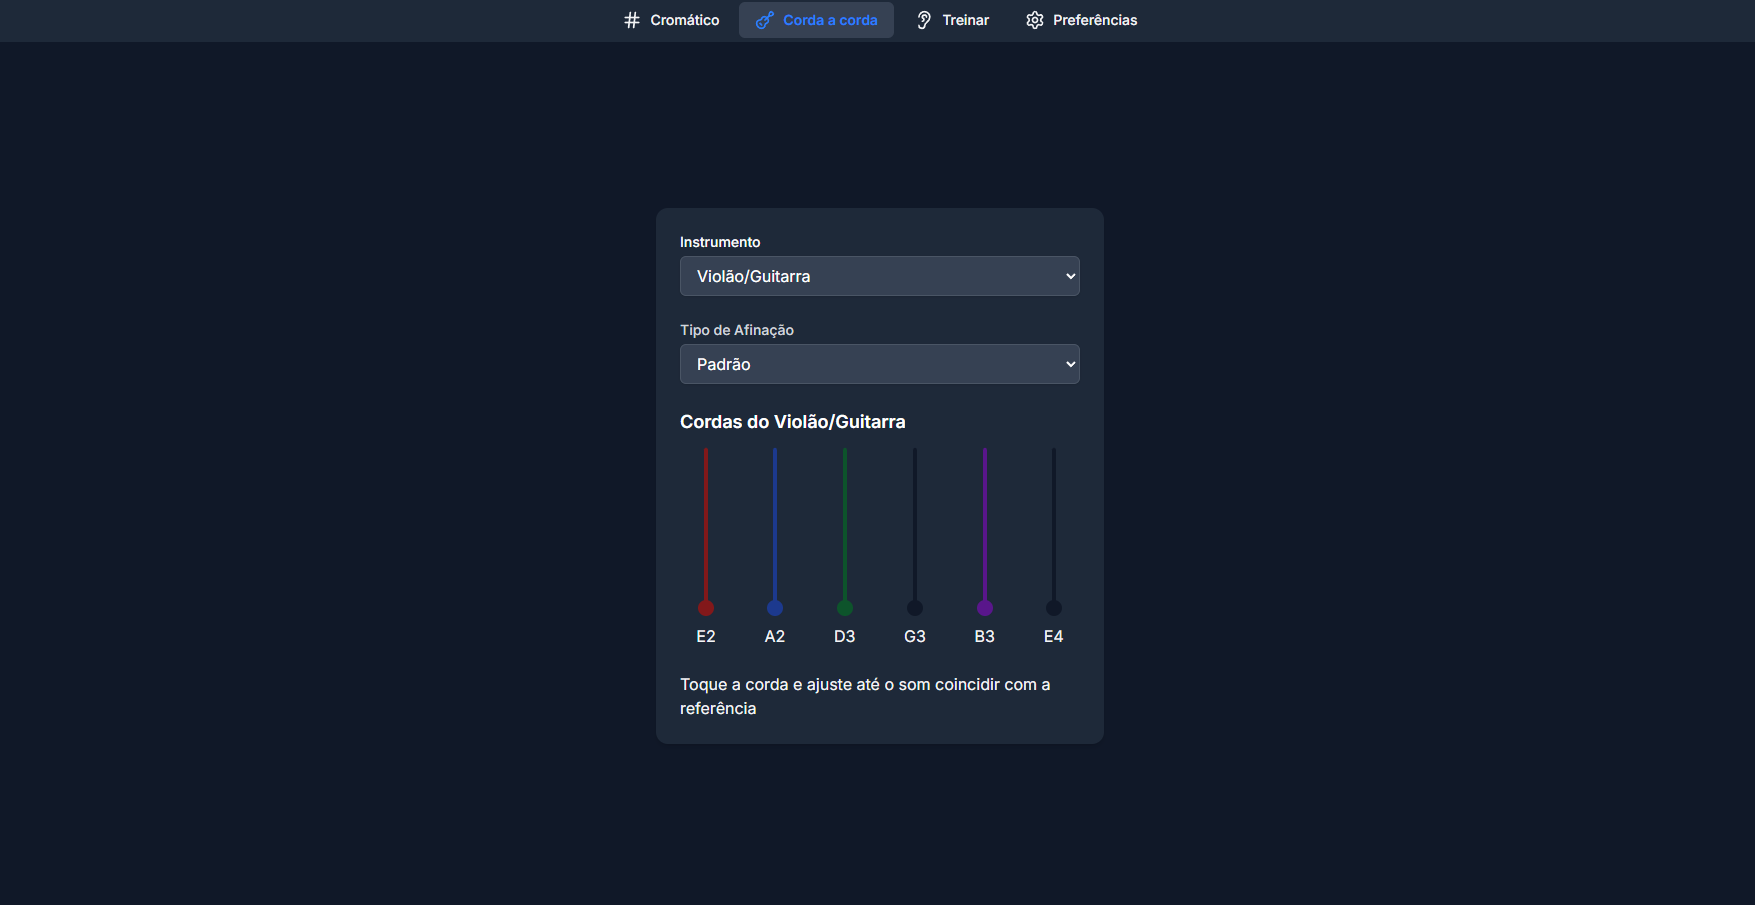 Cromático
Corda a corda
Treinar
Preferências
Instrumento
Violão/Guitarra
Tipo de Afinação
Padrão
Cordas do Violão/Guitarra
E2 A2 D3 G3 B3 E4
Toque a corda e ajuste até o som coincidir com a
referência